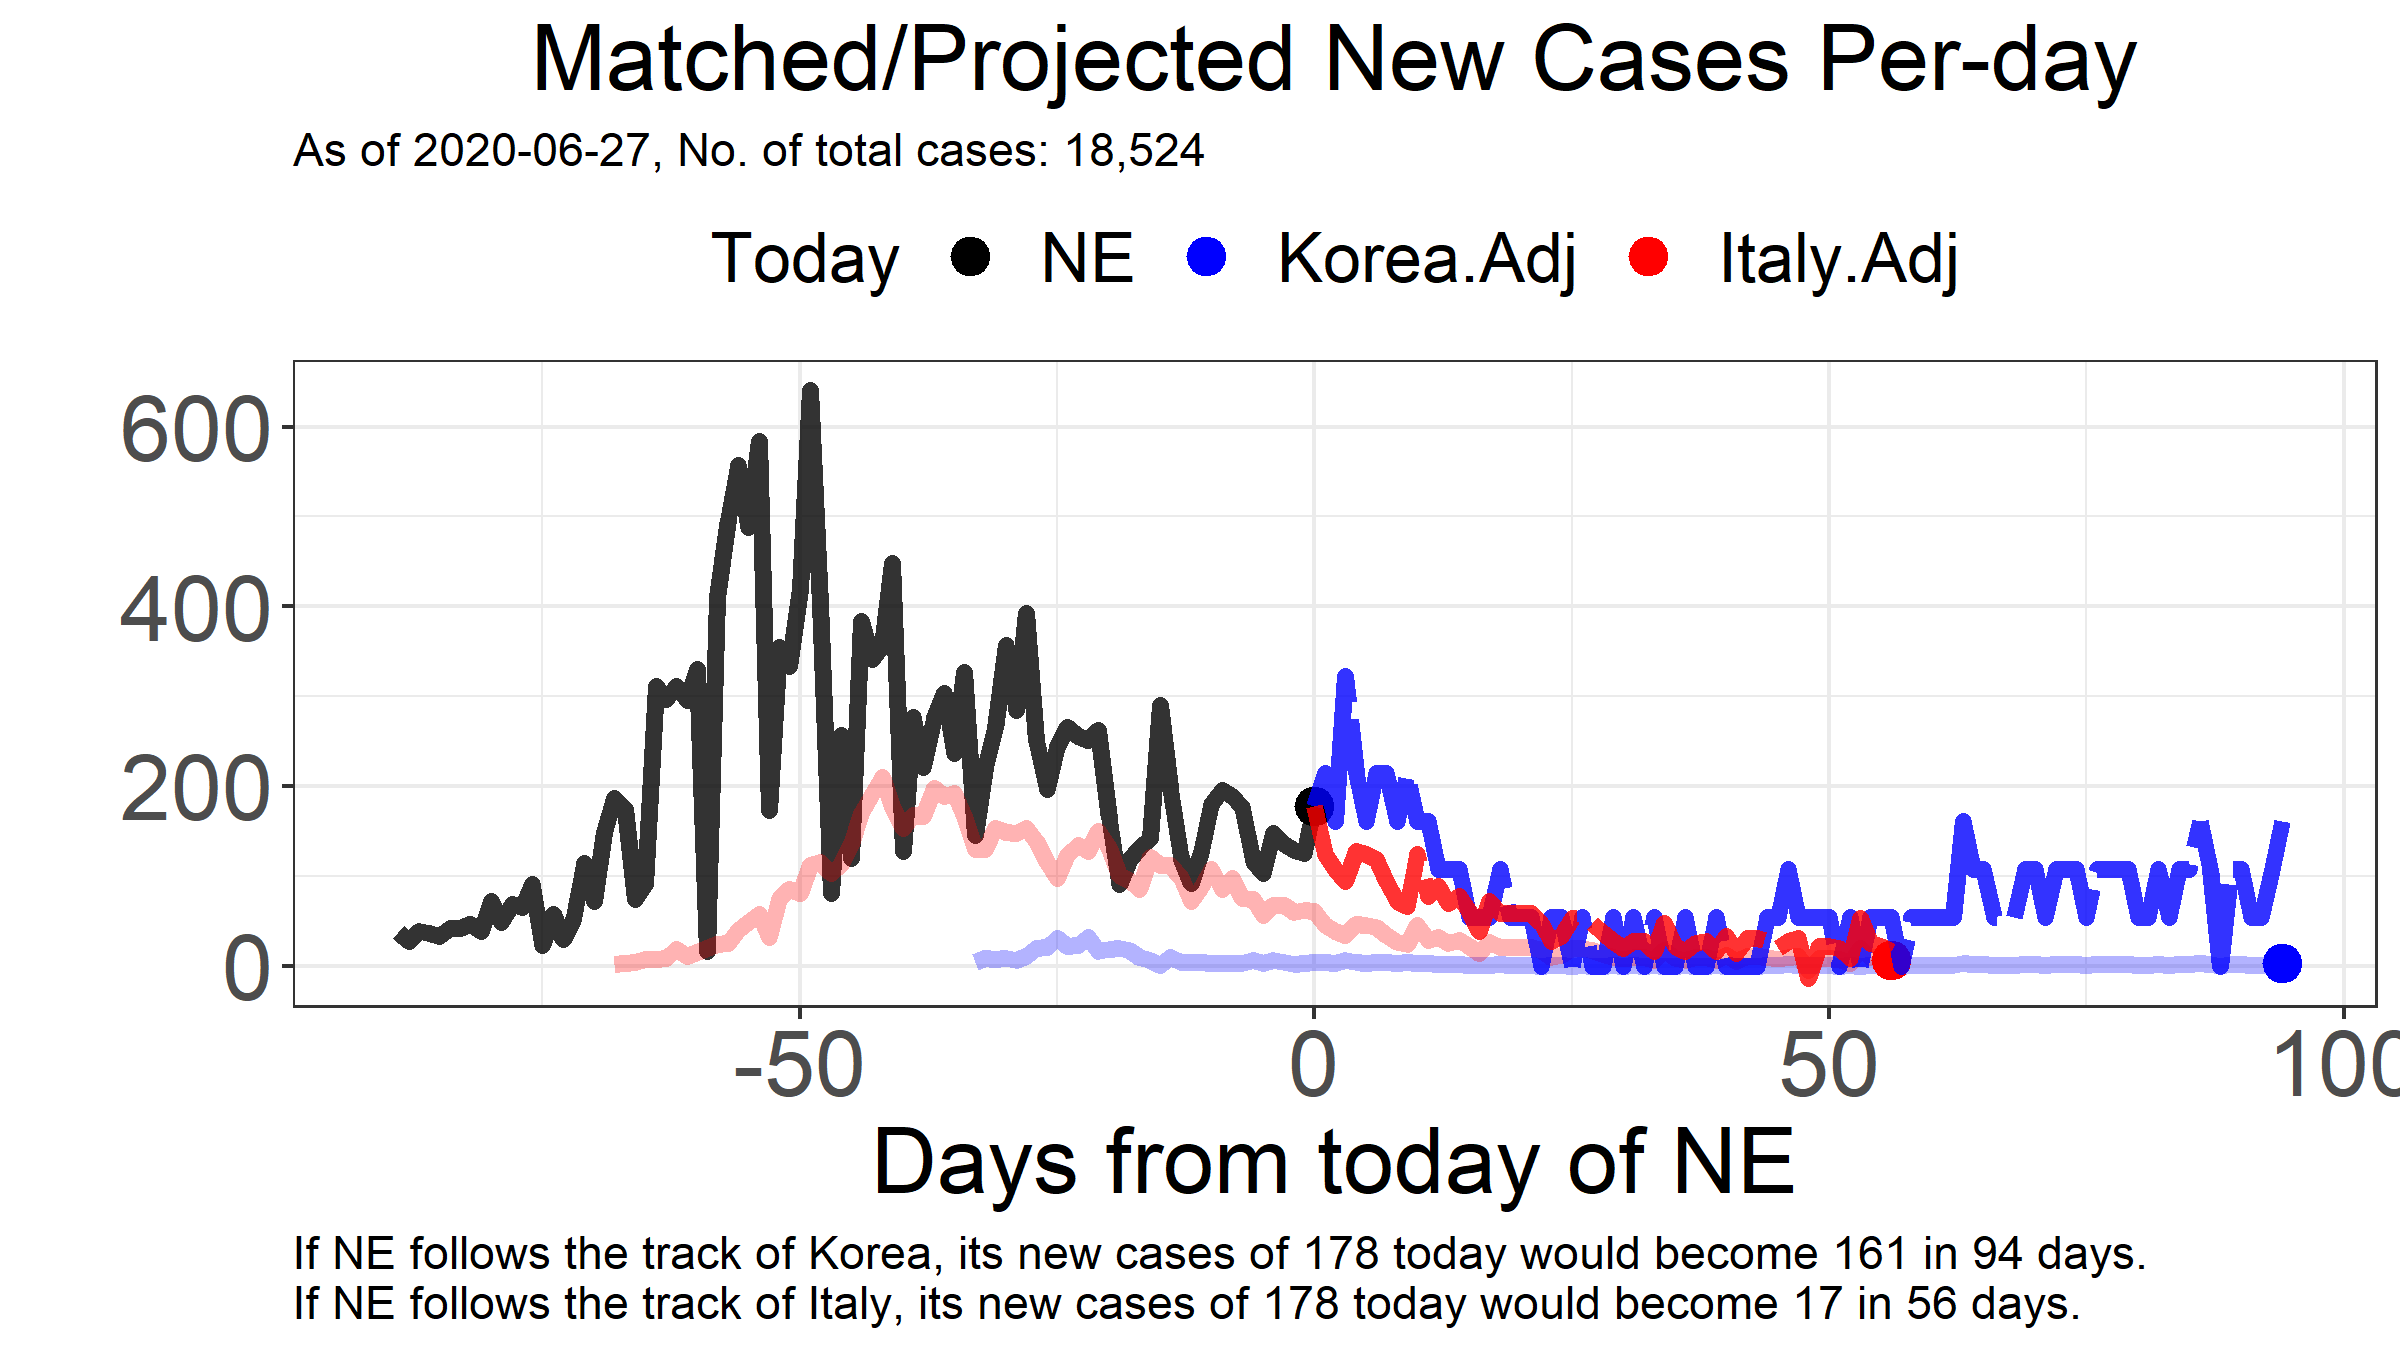 Matched/Projected New Cases Per-day
As of 2020-06-27, No. of total cases: 18,524
Today NE Korea.Adj Italy.Adj
600
400
200
0
-50 0 50 100
Days from today of NE
If NE follows the track of Korea, its new cases of 178 today would become 161 in 94 days.
If NE follows the track of Italy, its new cases of 178 today would become 17 in 56 days.